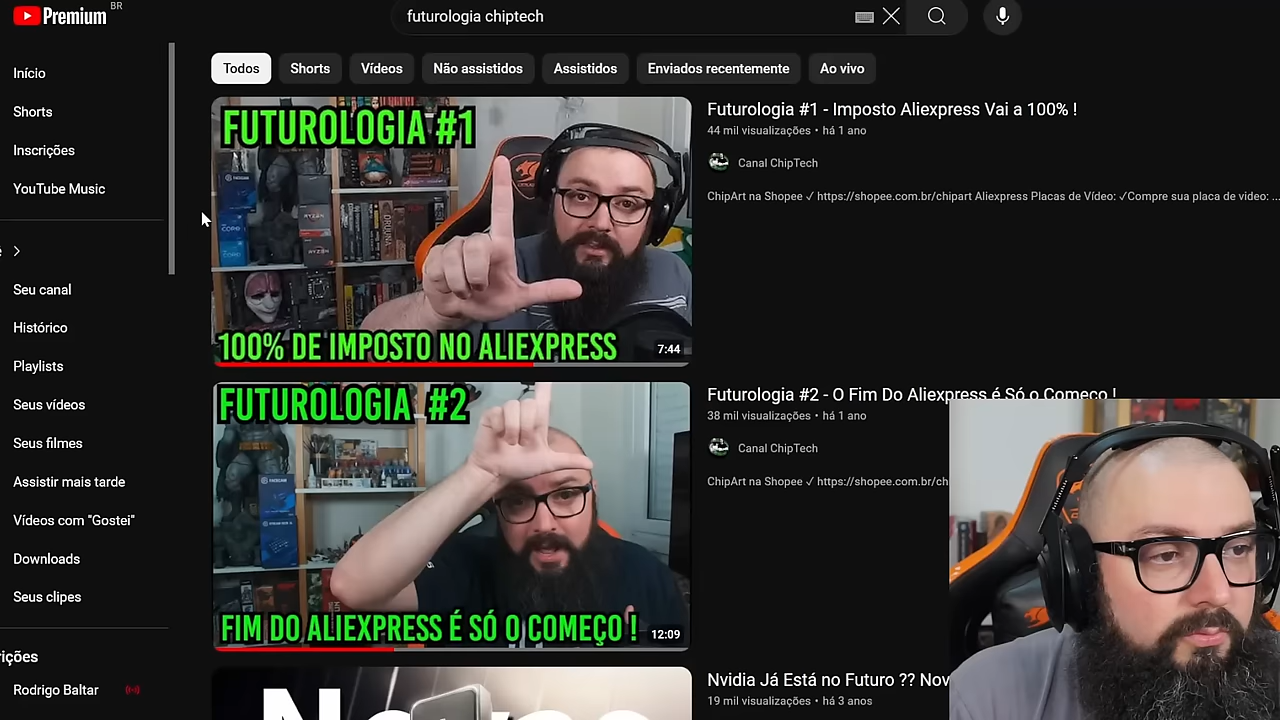 Premium BR
futurologia chiptech
Início
Shorts
Inscrições
YouTube Music
Seu canal
Histórico
Playlists
Seus vídeos
Seus filmes
Assistir mais tarde
Vídeos com "Gostei"
Downloads
Seus clipes
rições
Rodrigo Baltar
Todos
Shorts
Vídeos
Não assistidos
Assistidos
Enviados recentemente
Ao vivo
FUTUROLOGIA #1
100% DE IMPOSTO NO ALIEXPRESS
7:44
Futurologia #1 - Imposto Aliexpress Vai a 100% !
44 mil visualizações • há 1 ano
Canal ChipTech
ChipArt na Shopee ✓ https://shopee.com.br/chipart Aliexpress Placas de Vídeo: ✓Compre sua placa de video: ...
FUTUROLOGIA #2
FIM DO ALIEXPRESS É SÓ O COMEÇO !
12:09
Futurologia #2 - O Fim Do Aliexpress é Só o Começo !
38 mil visualizações • há 1 ano
Canal ChipTech
ChipArt na Shopee ✓ https://shopee.com.br/ch
Nvidia Já Está no Futuro ?? Nov
19 mil visualizações • há 3 anos